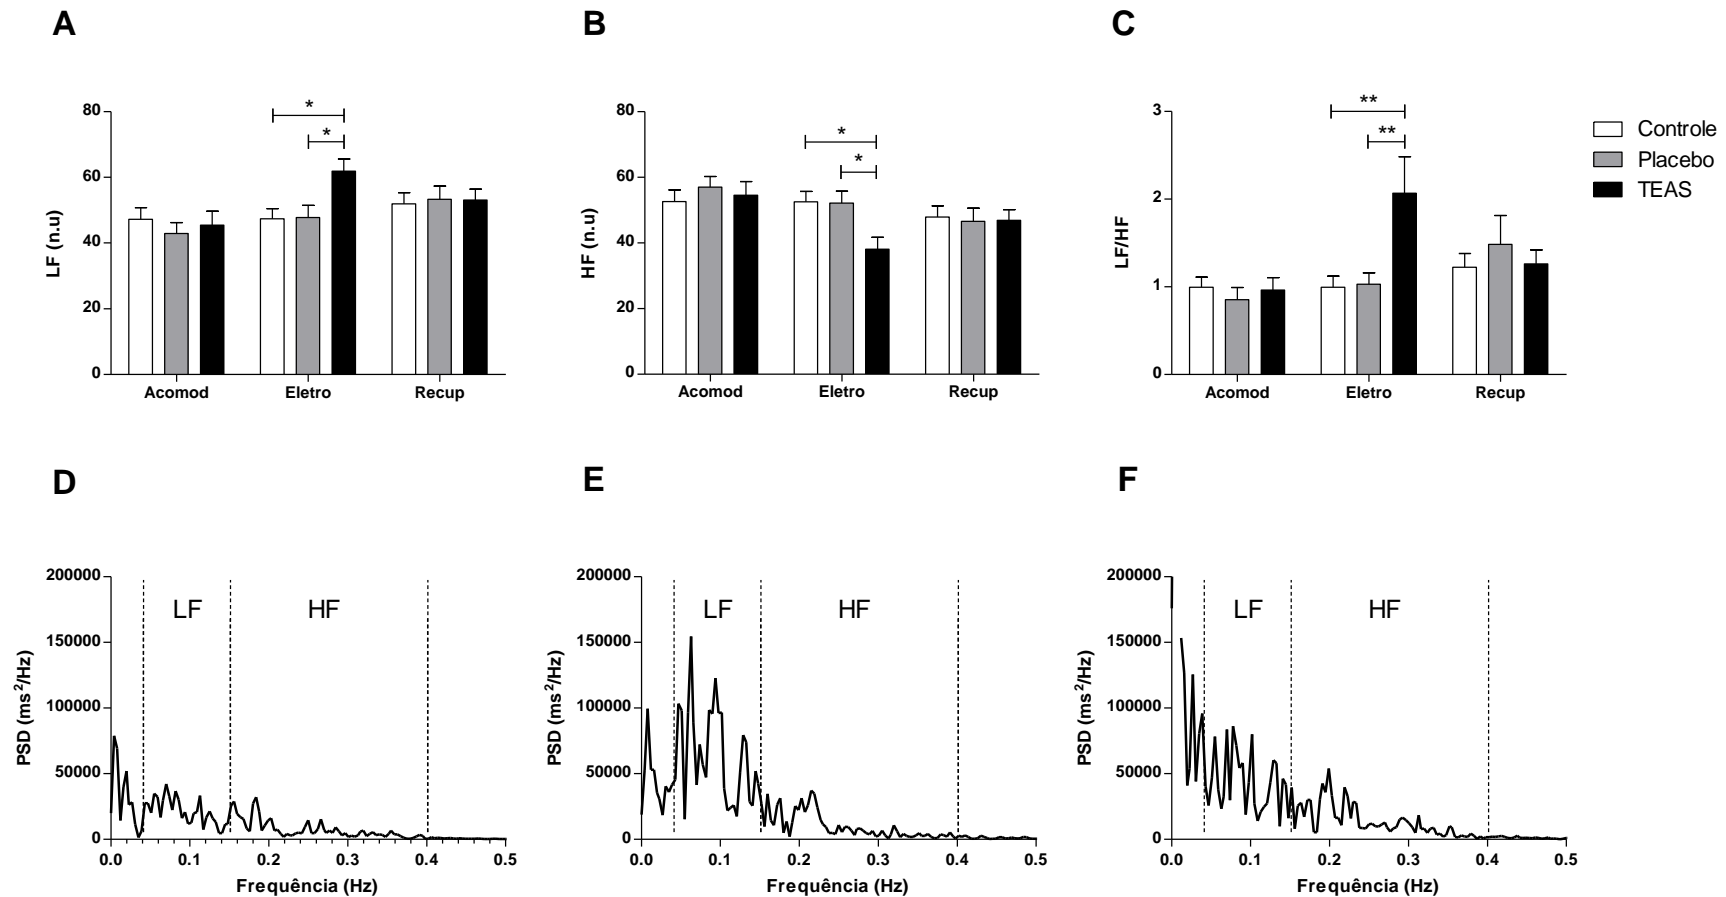 A
B
C
80
60
40
20
0
LF (n.u)
*
*
Acomod
Eletro
Recup
80
60
40
20
0
HF (n.u)
*
*
Acomod
Eletro
Recup
3
2
1
0
LF/HF
**
**
Acomod
Eletro
Recup
Controle
Placebo
TEAS
D
E
F
200000
150000
100000
50000
0
PSD (ms²/Hz)
LF
HF
0.0
0.1
0.2
0.3
0.4
0.5
Frequência (Hz)
200000
150000
100000
50000
0
PSD (ms²/Hz)
LF
HF
0.0
0.1
0.2
0.3
0.4
0.5
Frequência (Hz)
200000
150000
100000
50000
0
PSD (ms²/Hz)
LF
HF
0.0
0.1
0.2
0.3
0.4
0.5
Frequência (Hz)